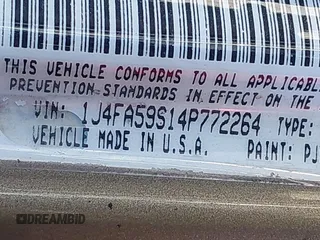 THIS VEHICLE CONFORMS TO ALL APPLICABL
PREVENTION STANDARDS IN EFFECT ON THE
VIN: 1J4FA59S14P772264 TYPE:
VEHICLE MADE IN U.S.A. PAINT: PJ
DREAMBID